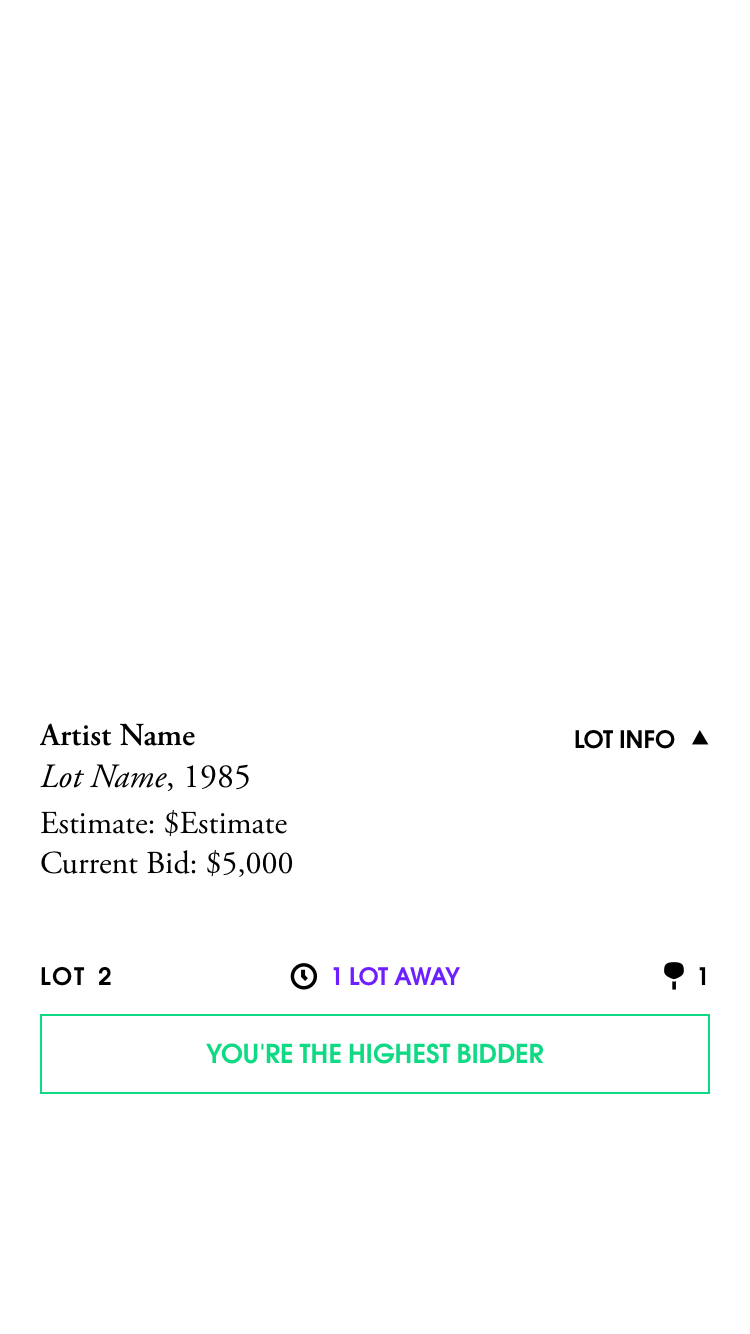 Artist Name
LOT INFO
Lot Name, 1985
Estimate: $Estimate
Current Bid: $5,000
LOT 2
1 LOT AWAY
1
YOU'RE THE HIGHEST BIDDER